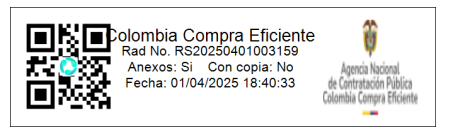 Colombia Compra Eficiente
Rad No. RS20250401003159
Anexos: Si Con copia: No
Fecha: 01/04/2025 18:40:33
Agencia Nacional
de Contratación Pública
Colombia Compra Eficiente